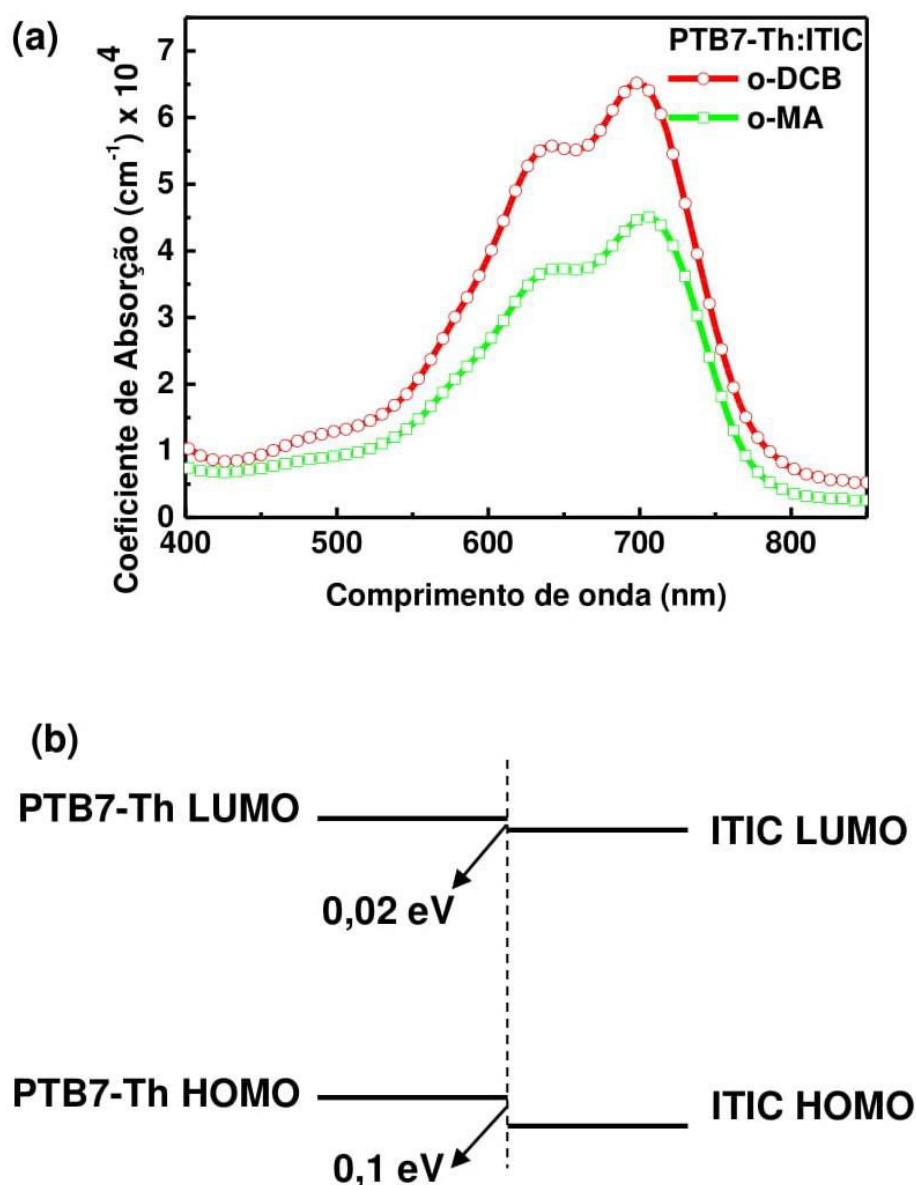 (a)
Coeficiente de Absorção (cm⁻¹) x 10⁴
7
6
5
4
3
2
1
0
400 500 600 700 800
Comprimento de onda (nm)
PTB7-Th:ITIC
o-DCB
o-MA
(b)
PTB7-Th LUMO
ITIC LUMO
0,02 eV
PTB7-Th HOMO
ITIC HOMO
0,1 eV